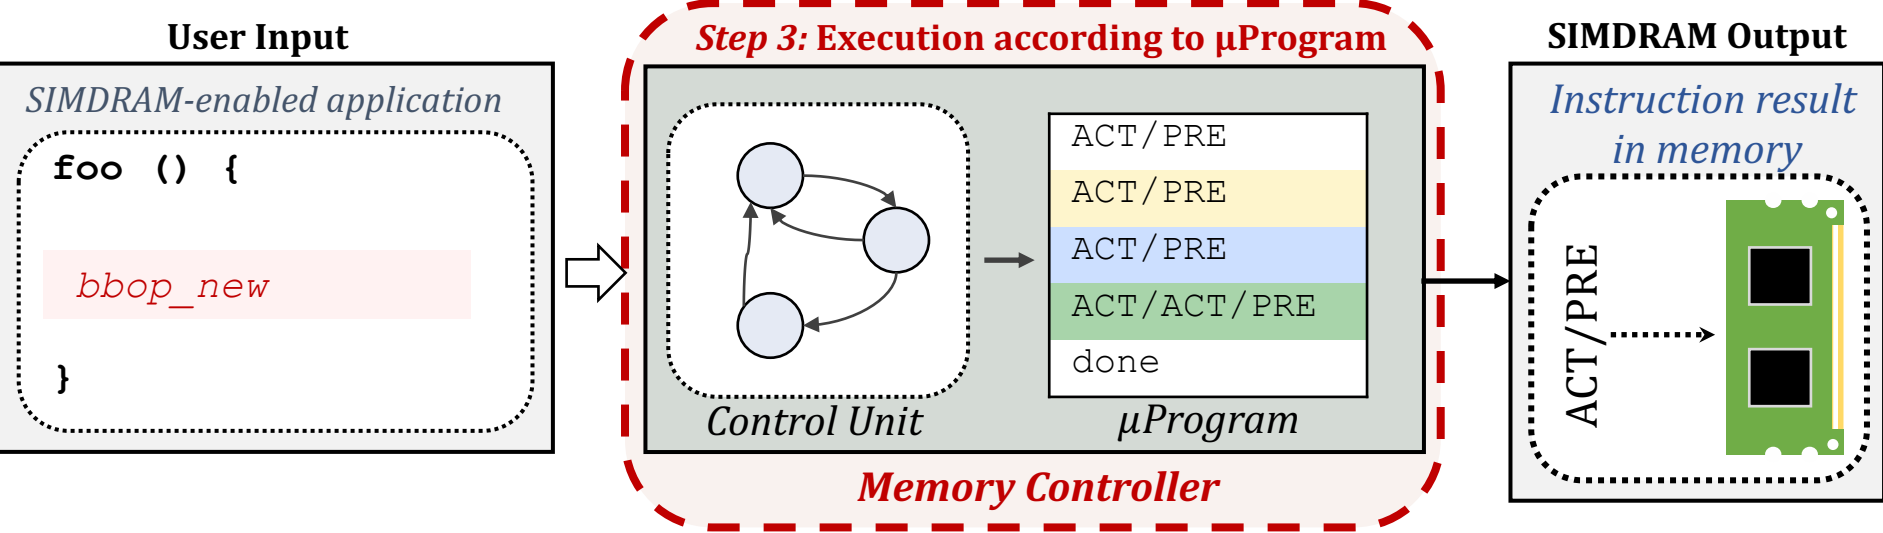 User Input
SIMDRAM-enabled application
foo () {
bbop_new
}
Step 3: Execution according to µProgram
ACT/PRE
ACT/PRE
ACT/PRE
ACT/ACT/PRE
done
Control Unit
µProgram
Memory Controller
SIMDRAM Output
Instruction result
in memory
ACT/PRE